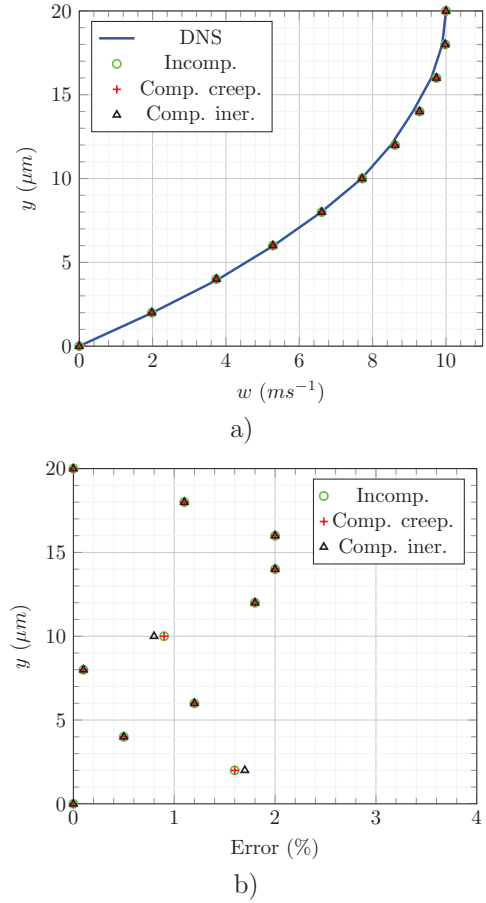 20
15
10
5
0
y (μm)
DNS
Incomp.
Comp. creep.
Comp. iner.
0 2 4 6 8 10
w (ms⁻¹)
a)
20
15
10
5
0
y (μm)
Incomp.
Comp. creep.
Comp. iner.
0 1 2 3 4
Error (%)
b)